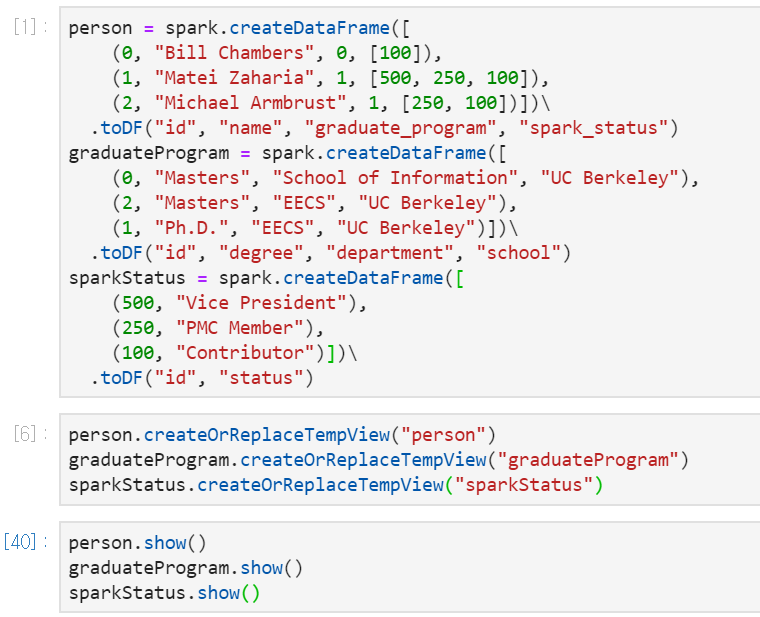 [1]:
person = spark.createDataFrame([
    (0, "Bill Chambers", 0, [100]),
    (1, "Matei Zaharia", 1, [500, 250, 100]),
    (2, "Michael Armbrust", 1, [250, 100])])\
  .toDF("id", "name", "graduate_program", "spark_status")
graduateProgram = spark.createDataFrame([
    (0, "Masters", "School of Information", "UC Berkeley"),
    (2, "Masters", "EECS", "UC Berkeley"),
    (1, "Ph.D.", "EECS", "UC Berkeley")])\
  .toDF("id", "degree", "department", "school")
sparkStatus = spark.createDataFrame([
    (500, "Vice President"),
    (250, "PMC Member"),
    (100, "Contributor")])\
  .toDF("id", "status")
[6]:
person.createOrReplaceTempView("person")
graduateProgram.createOrReplaceTempView("graduateProgram")
sparkStatus.createOrReplaceTempView("sparkStatus")
[40]:
person.show()
graduateProgram.show()
sparkStatus.show()